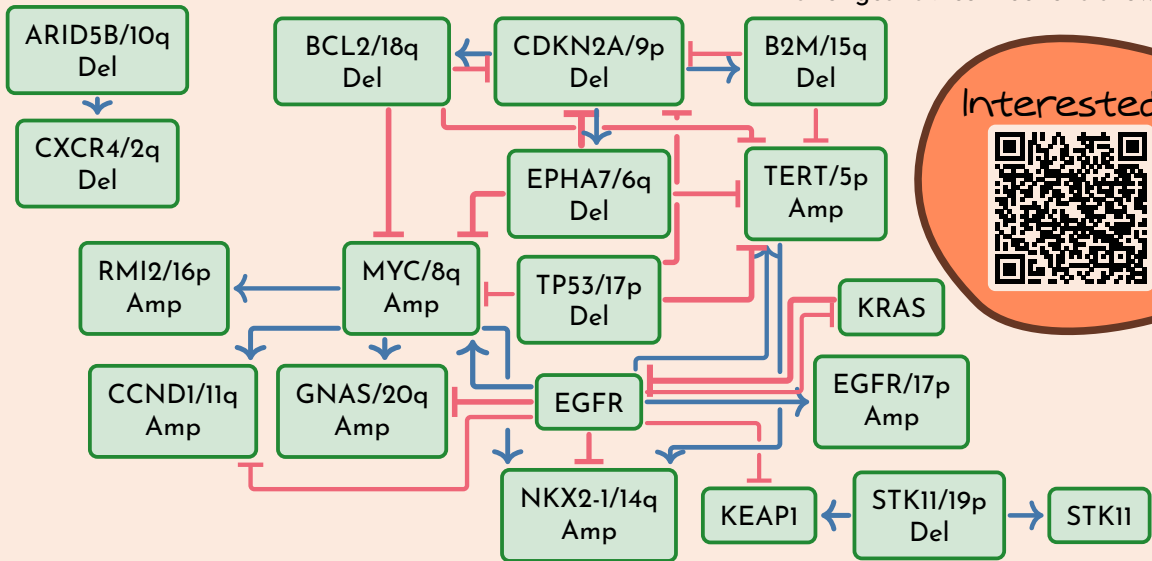 ARID5B/10q
Del
BCL2/18q
Del
CDKN2A/9p
Del
B2M/15q
Del
Interested
CXCR4/2q
Del
EPHA7/6q
Del
TERT/5p
Amp
RMI2/16p
Amp
MYC/8q
Amp
TP53/17p
Del
KRAS
CCND1/11q
Amp
GNAS/20q
Amp
EGFR
EGFR/17p
Amp
NKX2-1/14q
Amp
KEAP1
STK11/19p
Del
STK11